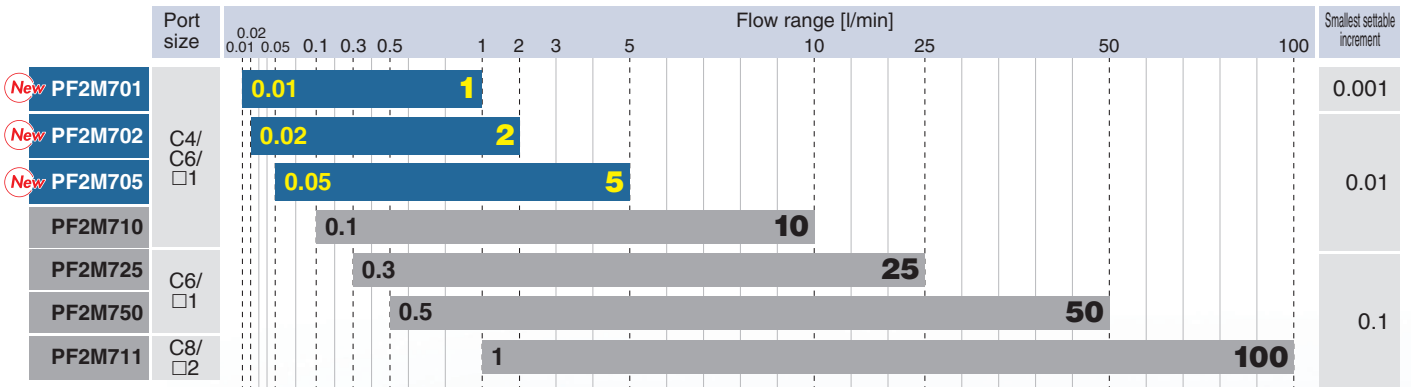 Port size
Flow range [l/min]
Smallest settable increment
0.01 0.02 0.05 0.1 0.3 0.5 1 2 3 5 10 25 50 100
New PF2M701
0.01 1
0.001
New PF2M702
C4/
C6/
□1
0.02 2
New PF2M705
0.05 5
0.01
PF2M710
0.1 10
PF2M725
C6/
□1
0.3 25
PF2M750
0.5 50
0.1
PF2M711
C8/
□2
1 100